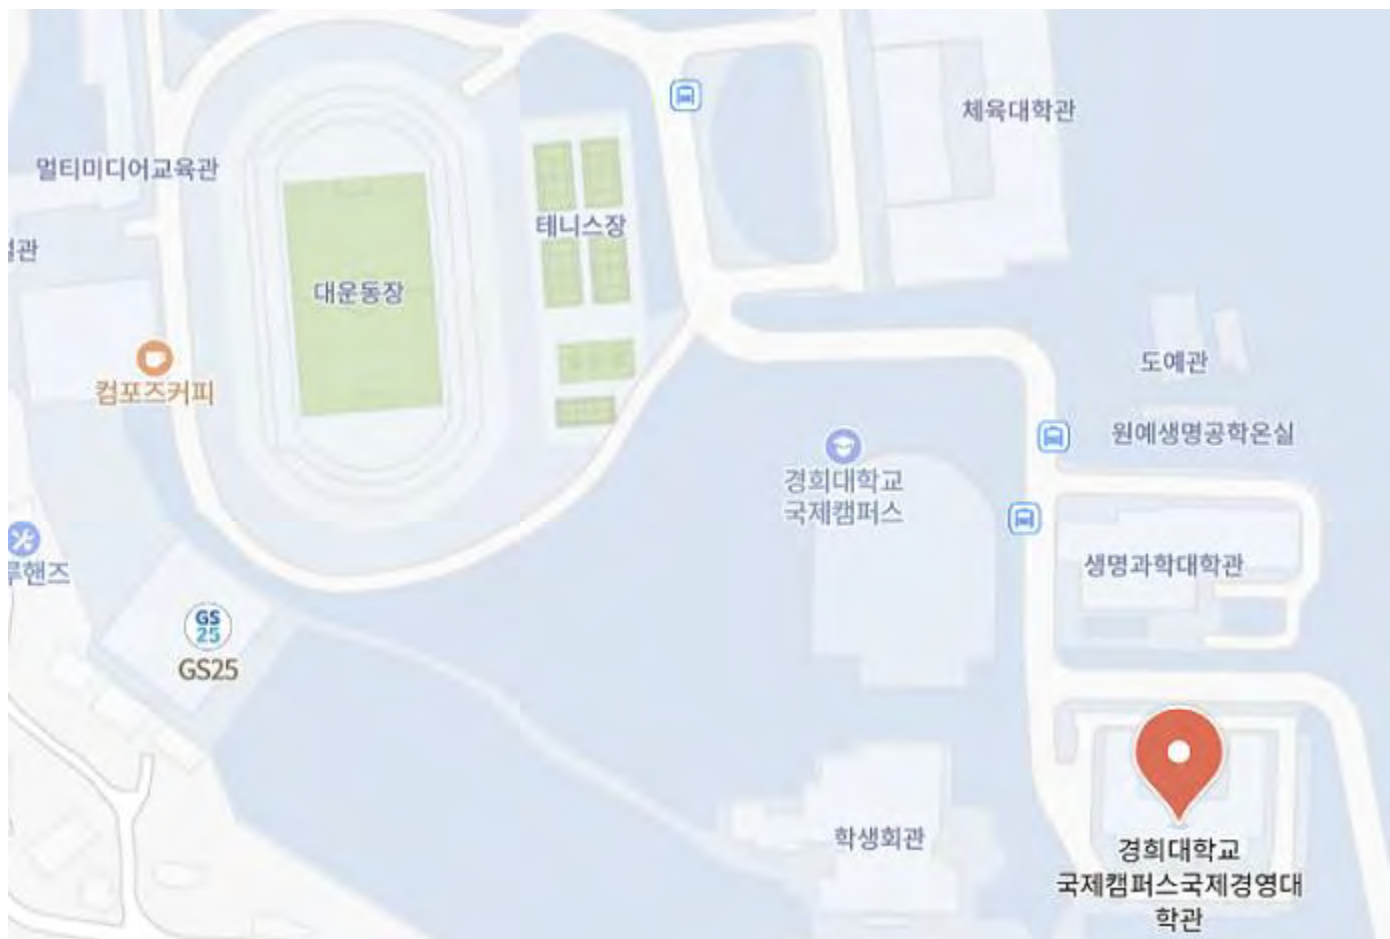 체육대학관
멀티미디어교육관
테니스장
관
대운동장
도예관
컴포즈커피
원예생명공학온실
경희대학교
국제캠퍼스
생명과학대학관
핸즈
GS
25
GS25
학생회관
경희대학교
국제캠퍼스국제경영대
학관